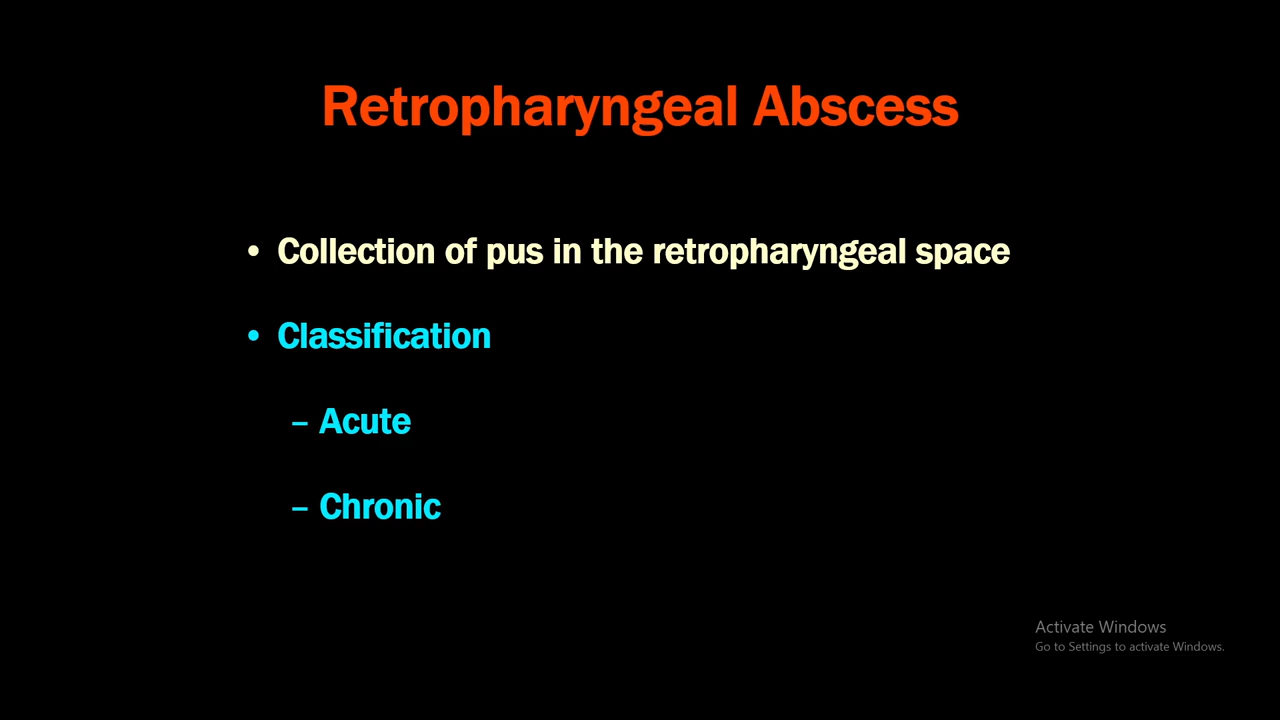 Retropharyngeal Abscess
• Collection of pus in the retropharyngeal space
• Classification
– Acute
– Chronic
Activate Windows
Go to Settings to activate Windows.